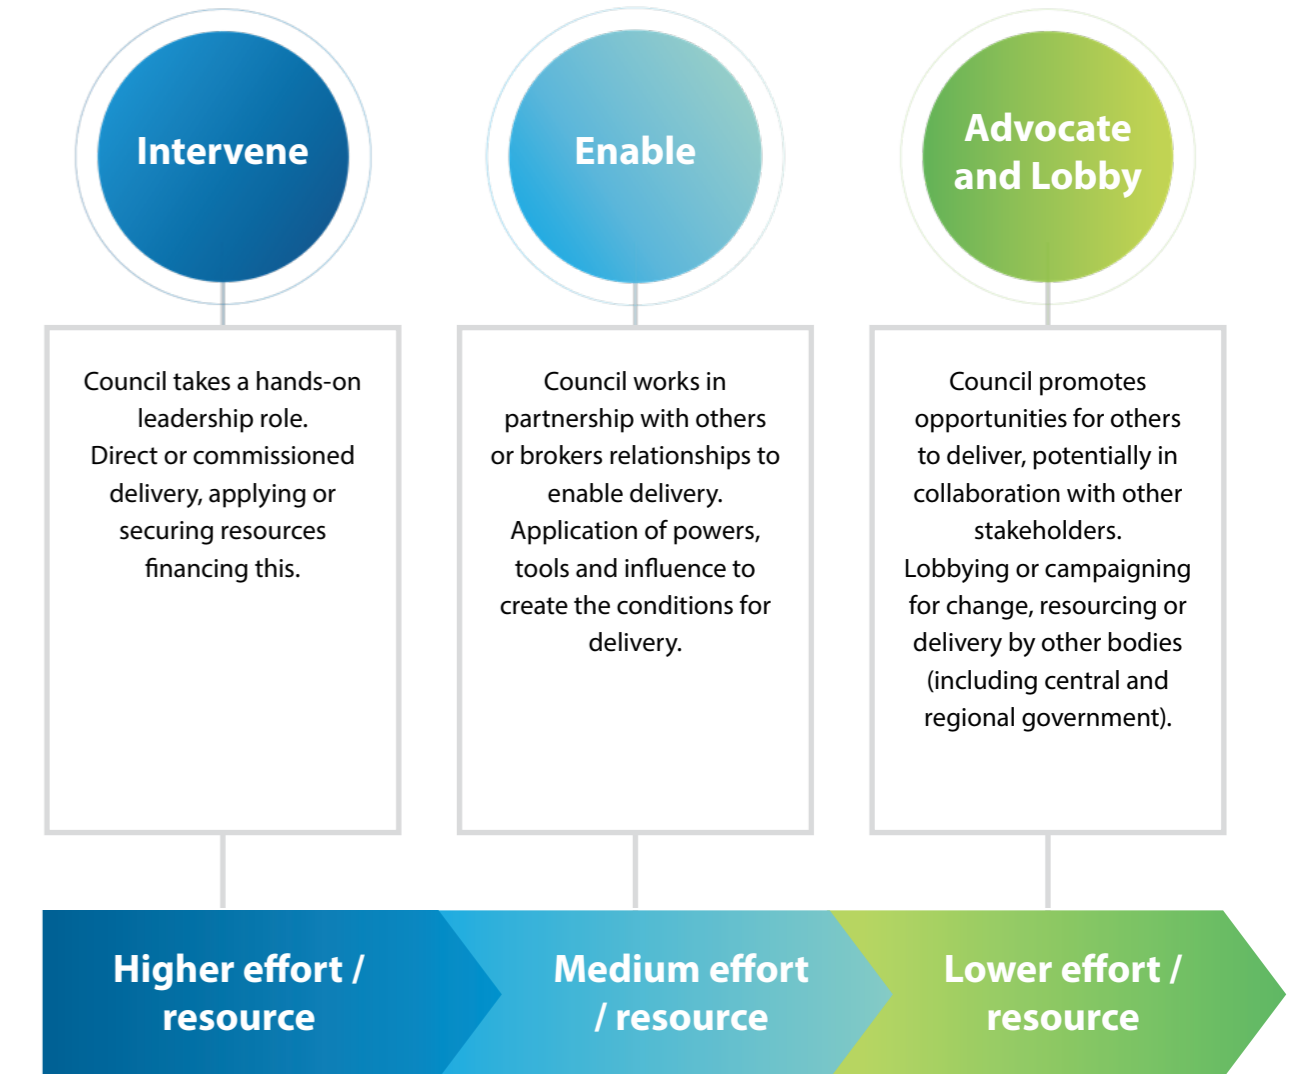 Intervene
Council takes a hands-on
leadership role.
Direct or commissioned
delivery, applying or
securing resources
financing this.
Higher effort /
resource
Enable
Council works in
partnership with others
or brokers relationships to
enable delivery.
Application of powers,
tools and influence to
create the conditions for
delivery.
Medium effort
/ resource
Advocate
and Lobby
Council promotes
opportunities for others
to deliver, potentially in
collaboration with other
stakeholders.
Lobbying or campaigning
for change, resourcing or
delivery by other bodies
(including central and
regional government).
Lower effort /
resource